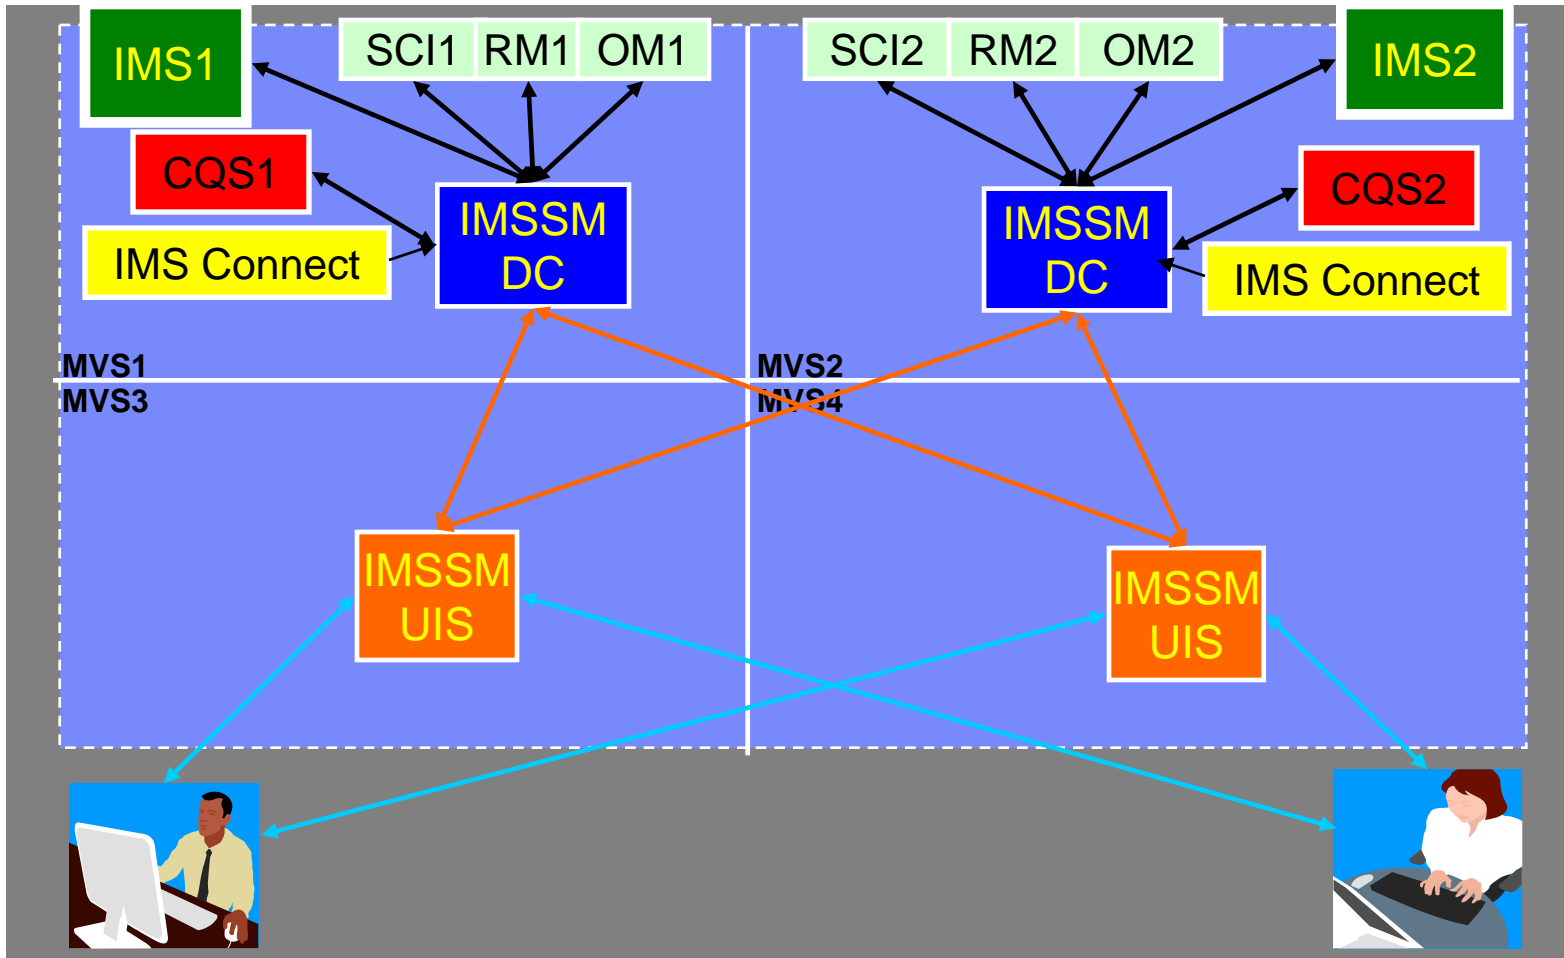 IMS1
SCI1
RM1
OM1
SCI2
RM2
OM2
IMS2
CQS1
IMSSM
DC
IMS Connect
IMSSM
DC
CQS2
IMS Connect
MVS1
MVS2
MVS3
MVS4
IMSSM
UIS
IMSSM
UIS